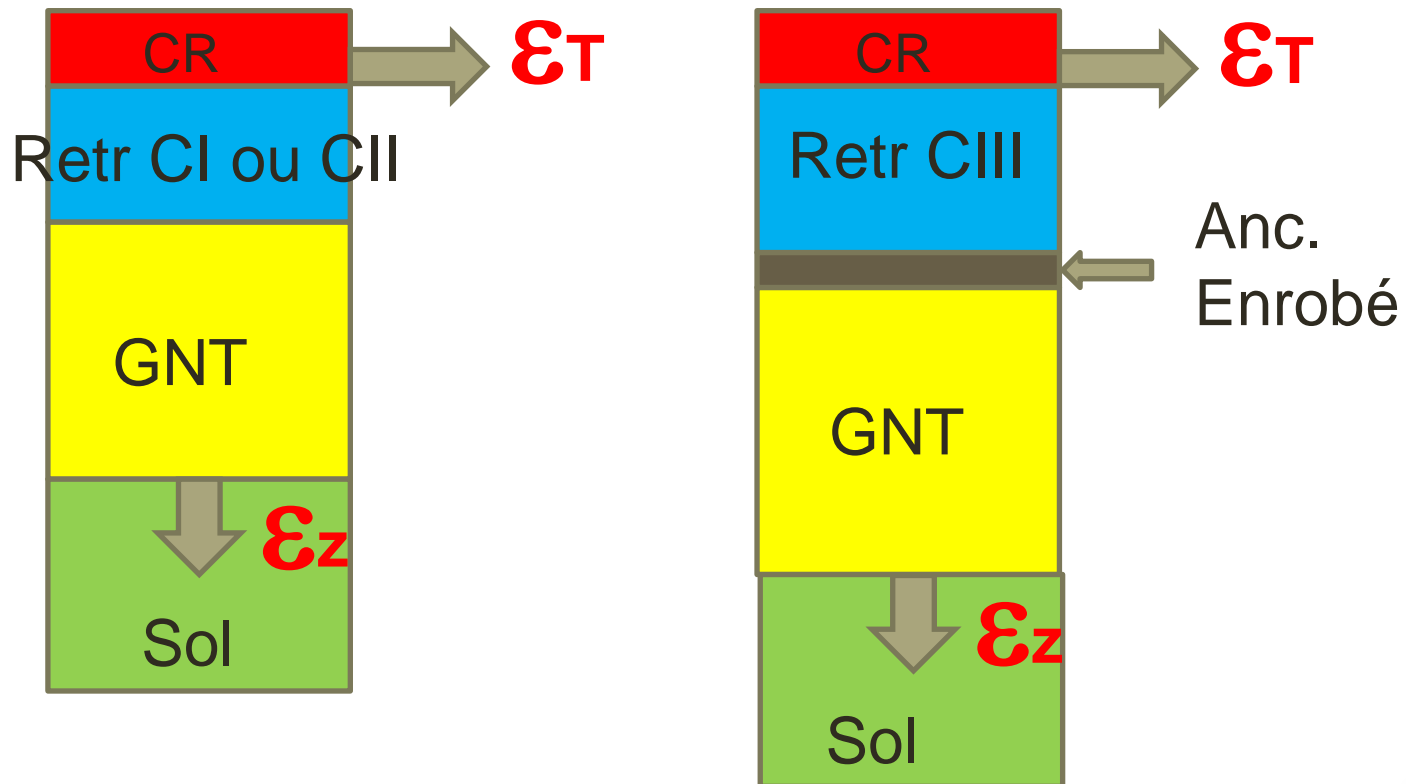 CR
εT
Retr CI ou CII
GNT
εz
Sol
CR
εT
Retr CIII
Anc.
Enrobé
GNT
εz
Sol